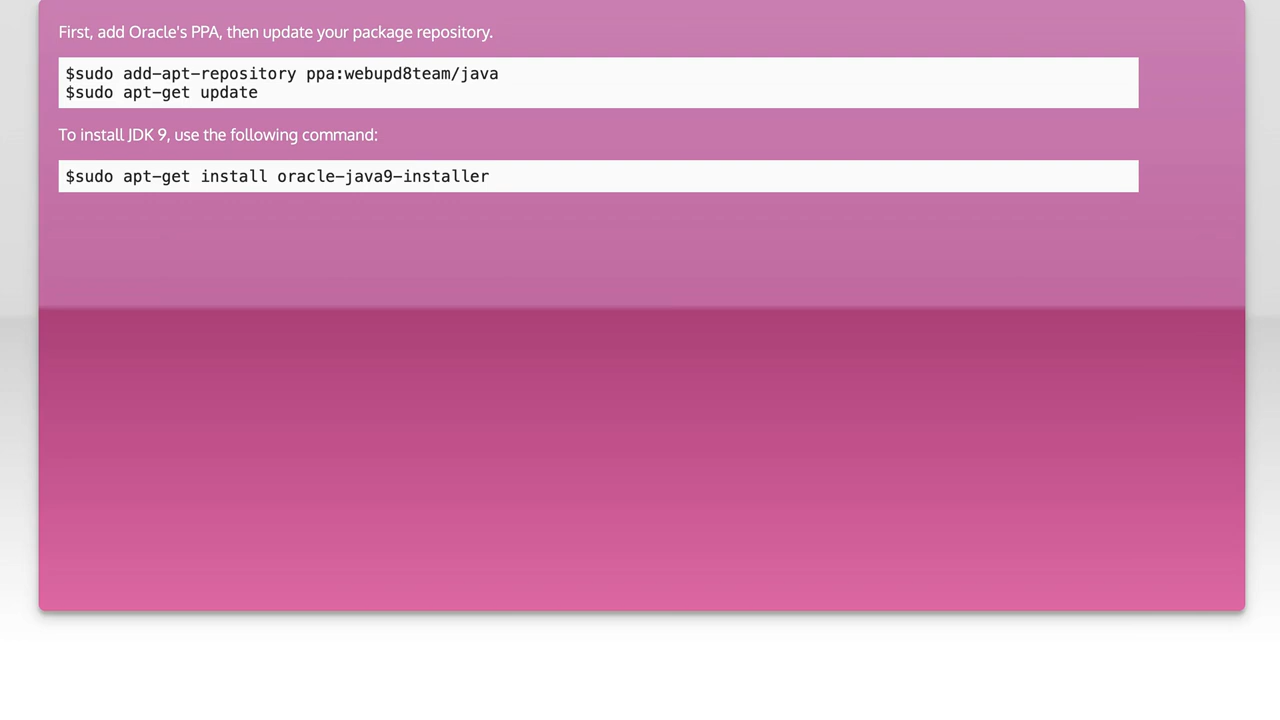 First, add Oracle's PPA, then update your package repository.
$sudo add-apt-repository ppa:webupd8team/java
$sudo apt-get update
To install JDK 9, use the following command:
$sudo apt-get install oracle-java9-installer